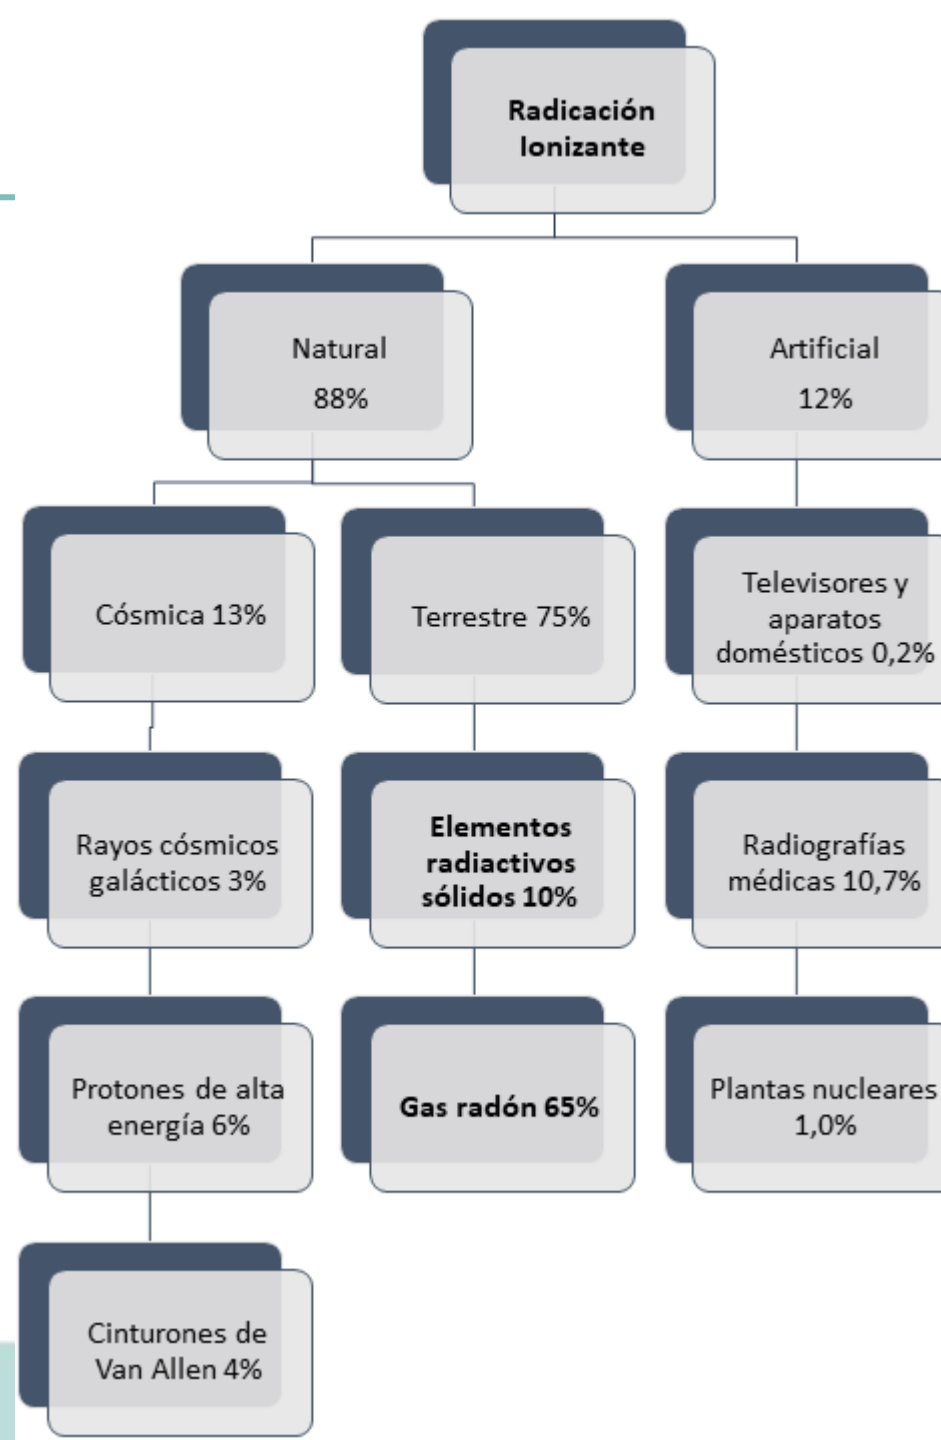 Radicación
Ionizante
Natural
88%
Artificial
12%
Cósmica 13%
Terrestre 75%
Televisores y
aparatos
domésticos 0,2%
Rayos cósmicos
galácticos 3%
Elementos
radiactivos
sólidos 10%
Radiografías
médicas 10,7%
Protones de alta
energía 6%
Gas radón 65%
Plantas nucleares
1,0%
Cinturones de
Van Allen 4%